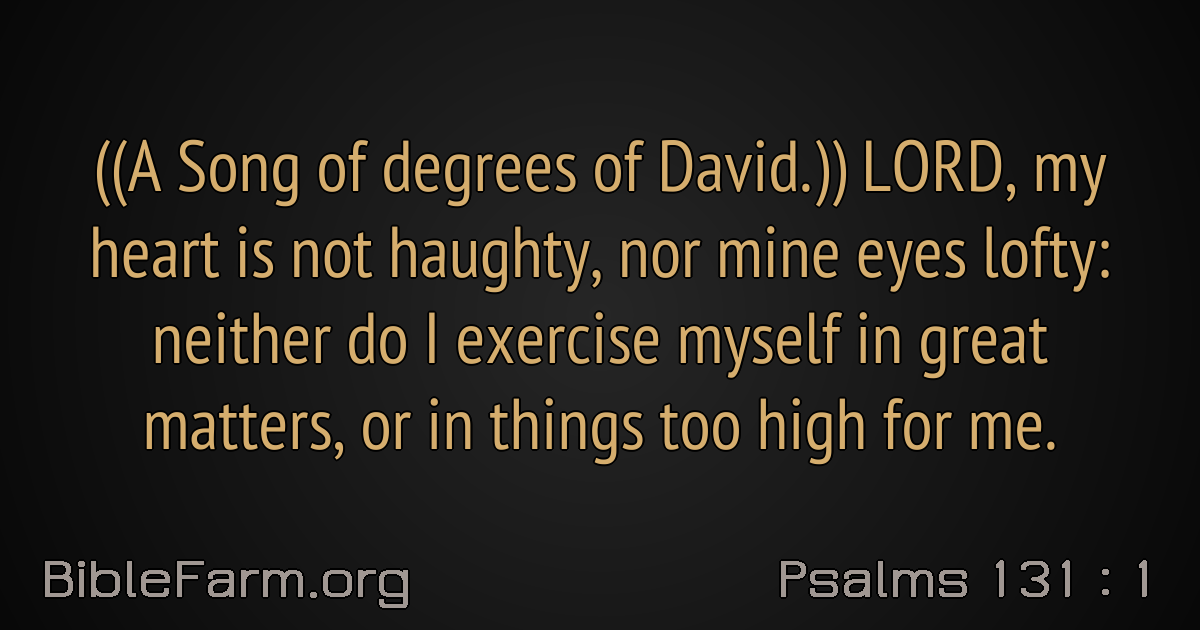 ((A Song of degrees of David.)) LORD, my
heart is not haughty, nor mine eyes lofty:
neither do I exercise myself in great
matters, or in things too high for me.
BibleFarm.org
Psalms 131 : 1